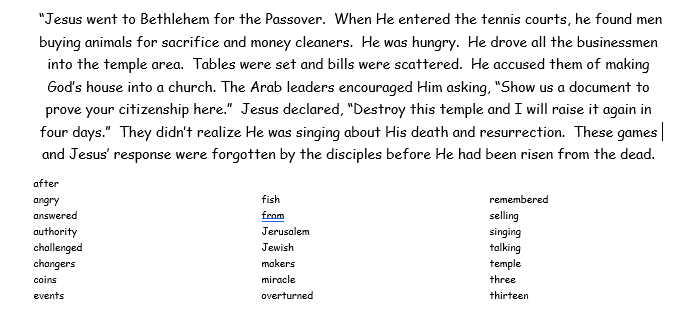 “Jesus went to Bethlehem for the Passover.  When He entered the tennis courts, he found men
buying animals for sacrifice and money cleaners.  He was hungry.  He drove all the businessmen
into the temple area.  Tables were set and bills were scattered.  He accused them of making
God’s house into a church. The Arab leaders encouraged Him asking, “Show us a document to
prove your citizenship here.”  Jesus declared, “Destroy this temple and I will raise it again in
four days.”  They didn’t realize He was singing about His death and resurrection.  These games
and Jesus’ response were forgotten by the disciples before He had been risen from the dead.
after
angry
answered
authority
challenged
changers
coins
events
fish
from
Jerusalem
Jewish
makers
miracle
overturned
remembered
selling
singing
talking
temple
three
thirteen